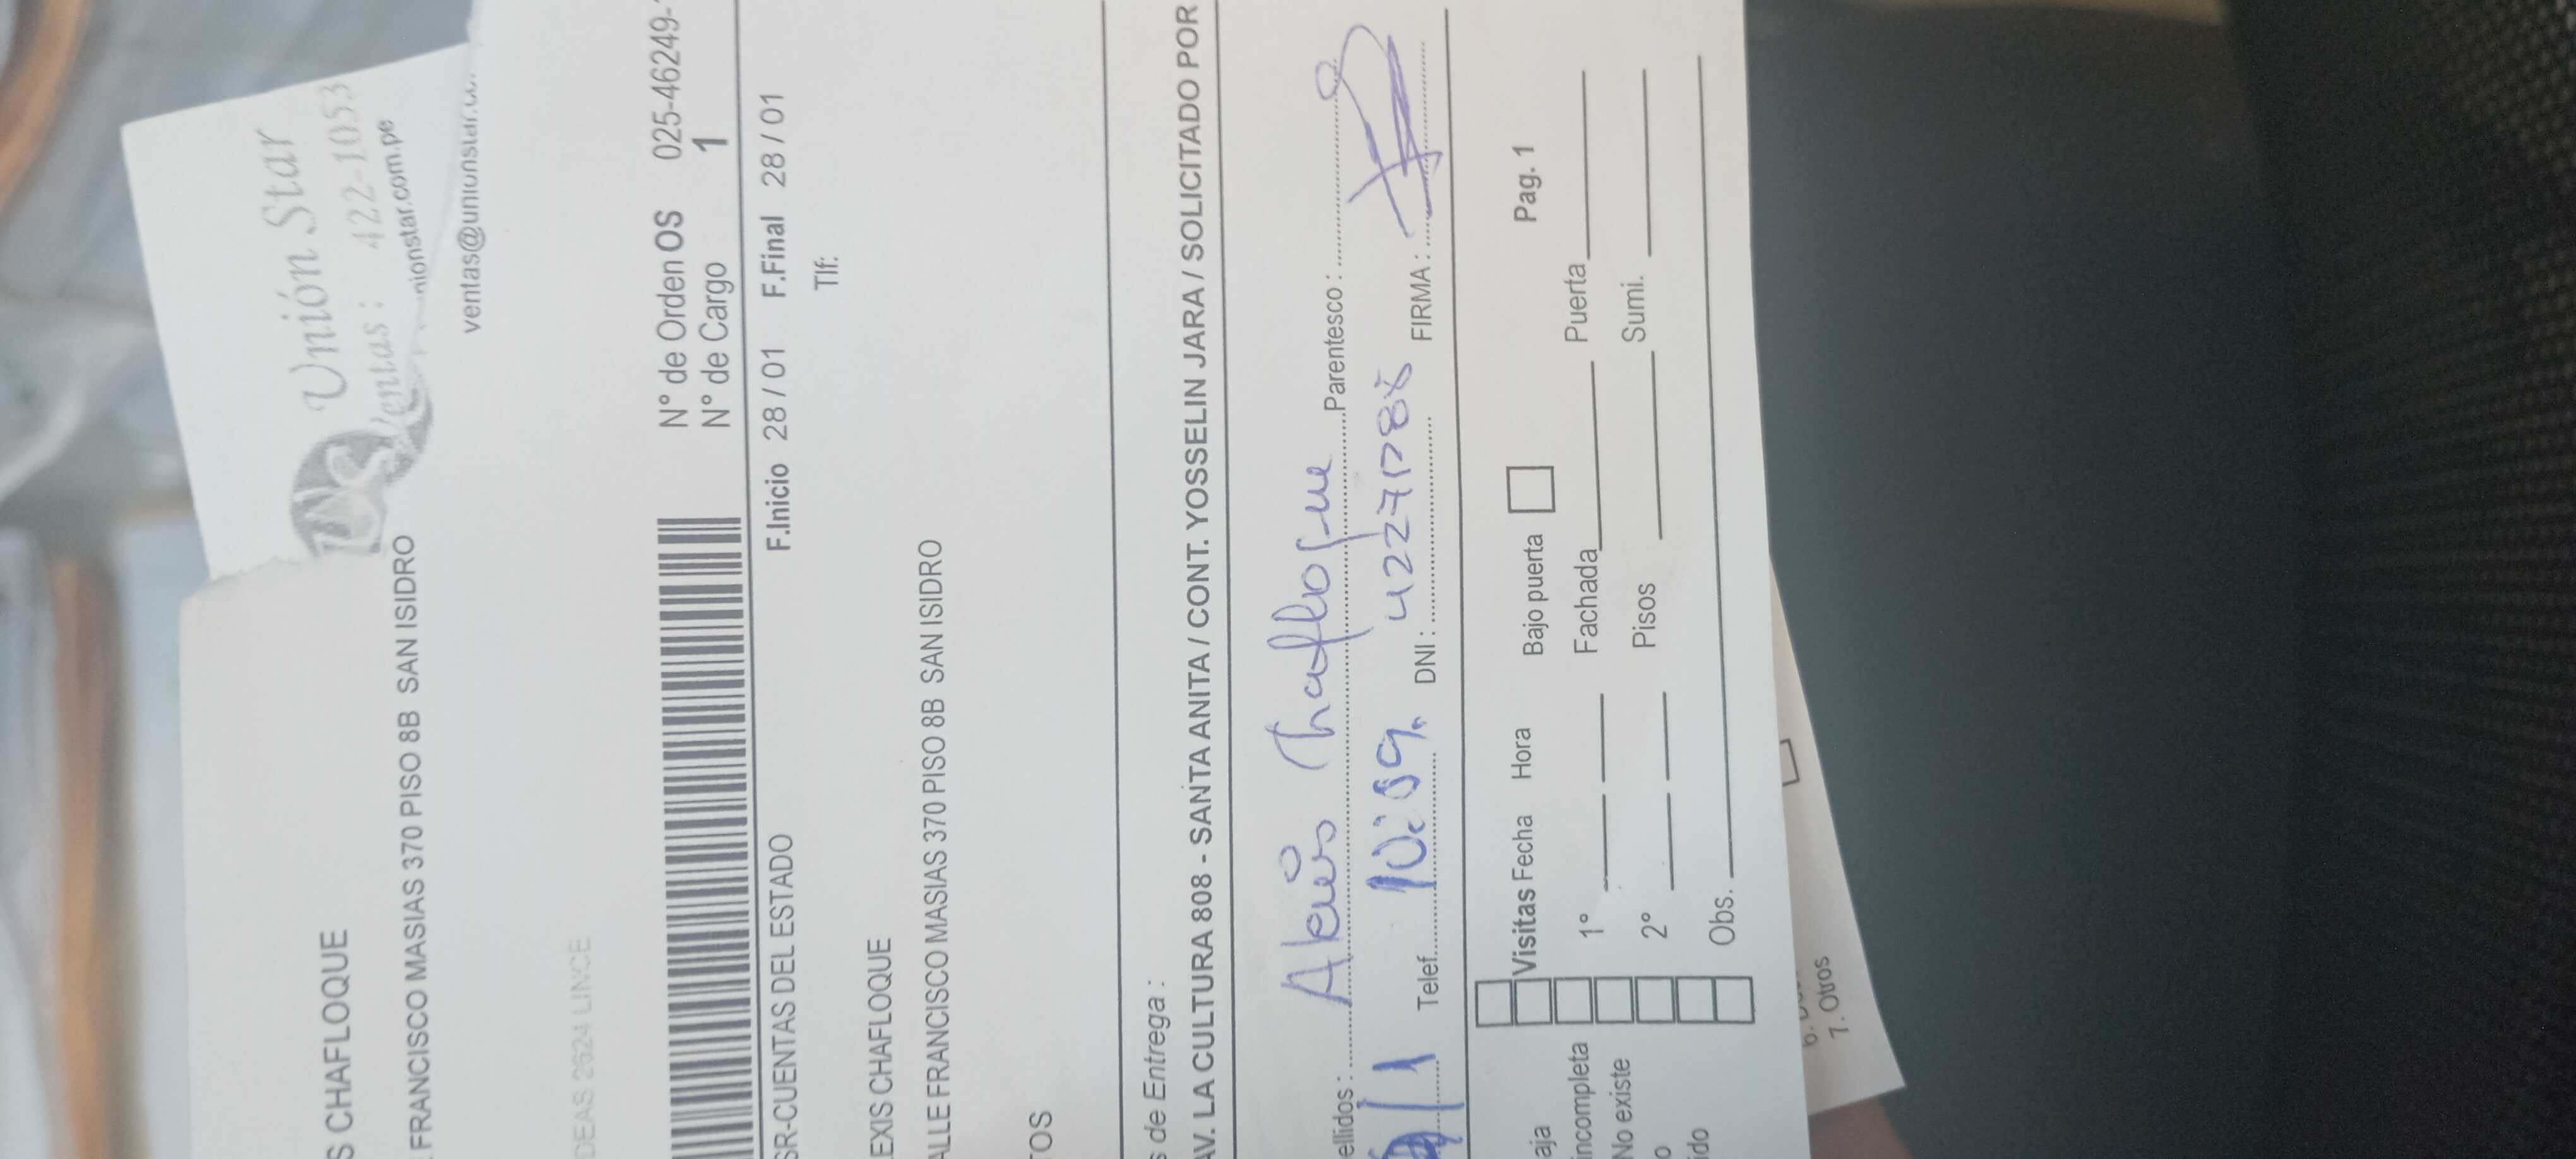 Unión Star
Ventas: 422-1053
nionstar.com.pe
ventas@unionstar.co
S CHAFLOQUE
FRANCISCO MASIAS 370 PISO 8B SAN ISIDRO
DEAS 2624 LINCE
N° de Orden OS 025-46249-
N° de Cargo 1
SR-CUENTAS DEL ESTADO F.Inicio 28 / 01 F.Final 28 / 01
Tlf:
EXIS CHAFLOQUE
ALLE FRANCISCO MASIAS 370 PISO 8B SAN ISIDRO
TOS
s de Entrega :
AV. LA CULTURA 808 - SANTA ANITA / CONT. YOSSELIN JARA / SOLICITADO POR
ellidos : Alexis Chafloque Parentesco :
Telef. 10:59 DNI : FIRMA :
Visitas Fecha Hora Bajo puerta Pag. 1
aja
incompleta 1° Fachada Puerta
No existe 2° Pisos Sumi.
o
ido Obs.
7. Otros